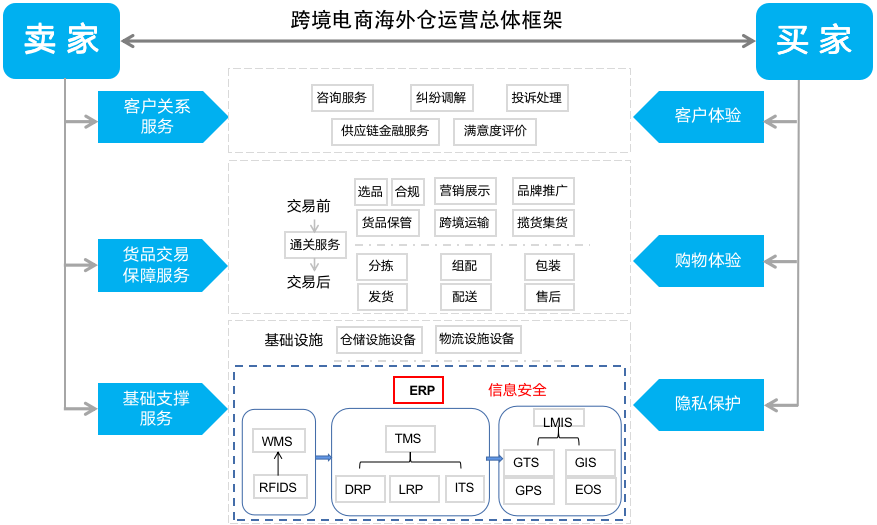 跨境电商海外仓运营总体框架
卖 家
买 家
客户关系
服务
咨询服务
纠纷调解
投诉处理
供应链金融服务
满意度评价
客户体验
货品交易
保障服务
交易前
通关服务
交易后
选品
合规
营销展示
品牌推广
货品保管
跨境运输
揽货集货
分拣
组配
包装
发货
配送
售后
购物体验
基础支撑
服务
基础设施
仓储设施设备
物流设施设备
ERP
信息安全
WMS
RFIDS
TMS
DRP
LRP
ITS
LMIS
GTS
GIS
GPS
EOS
隐私保护